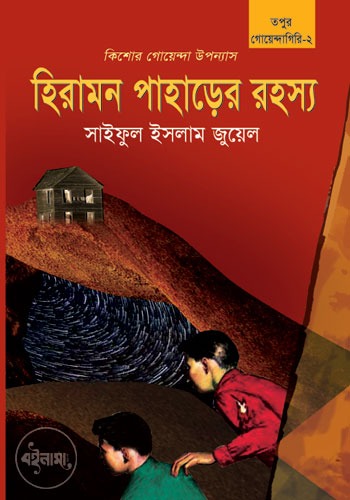 তপুর
গোয়েন্দাগিরি-২
কিশোর গোয়েন্দা উপন্যাস
হিরামন পাহাড়ের রহস্য
সাইফুল ইসলাম জুয়েল
বইনামা